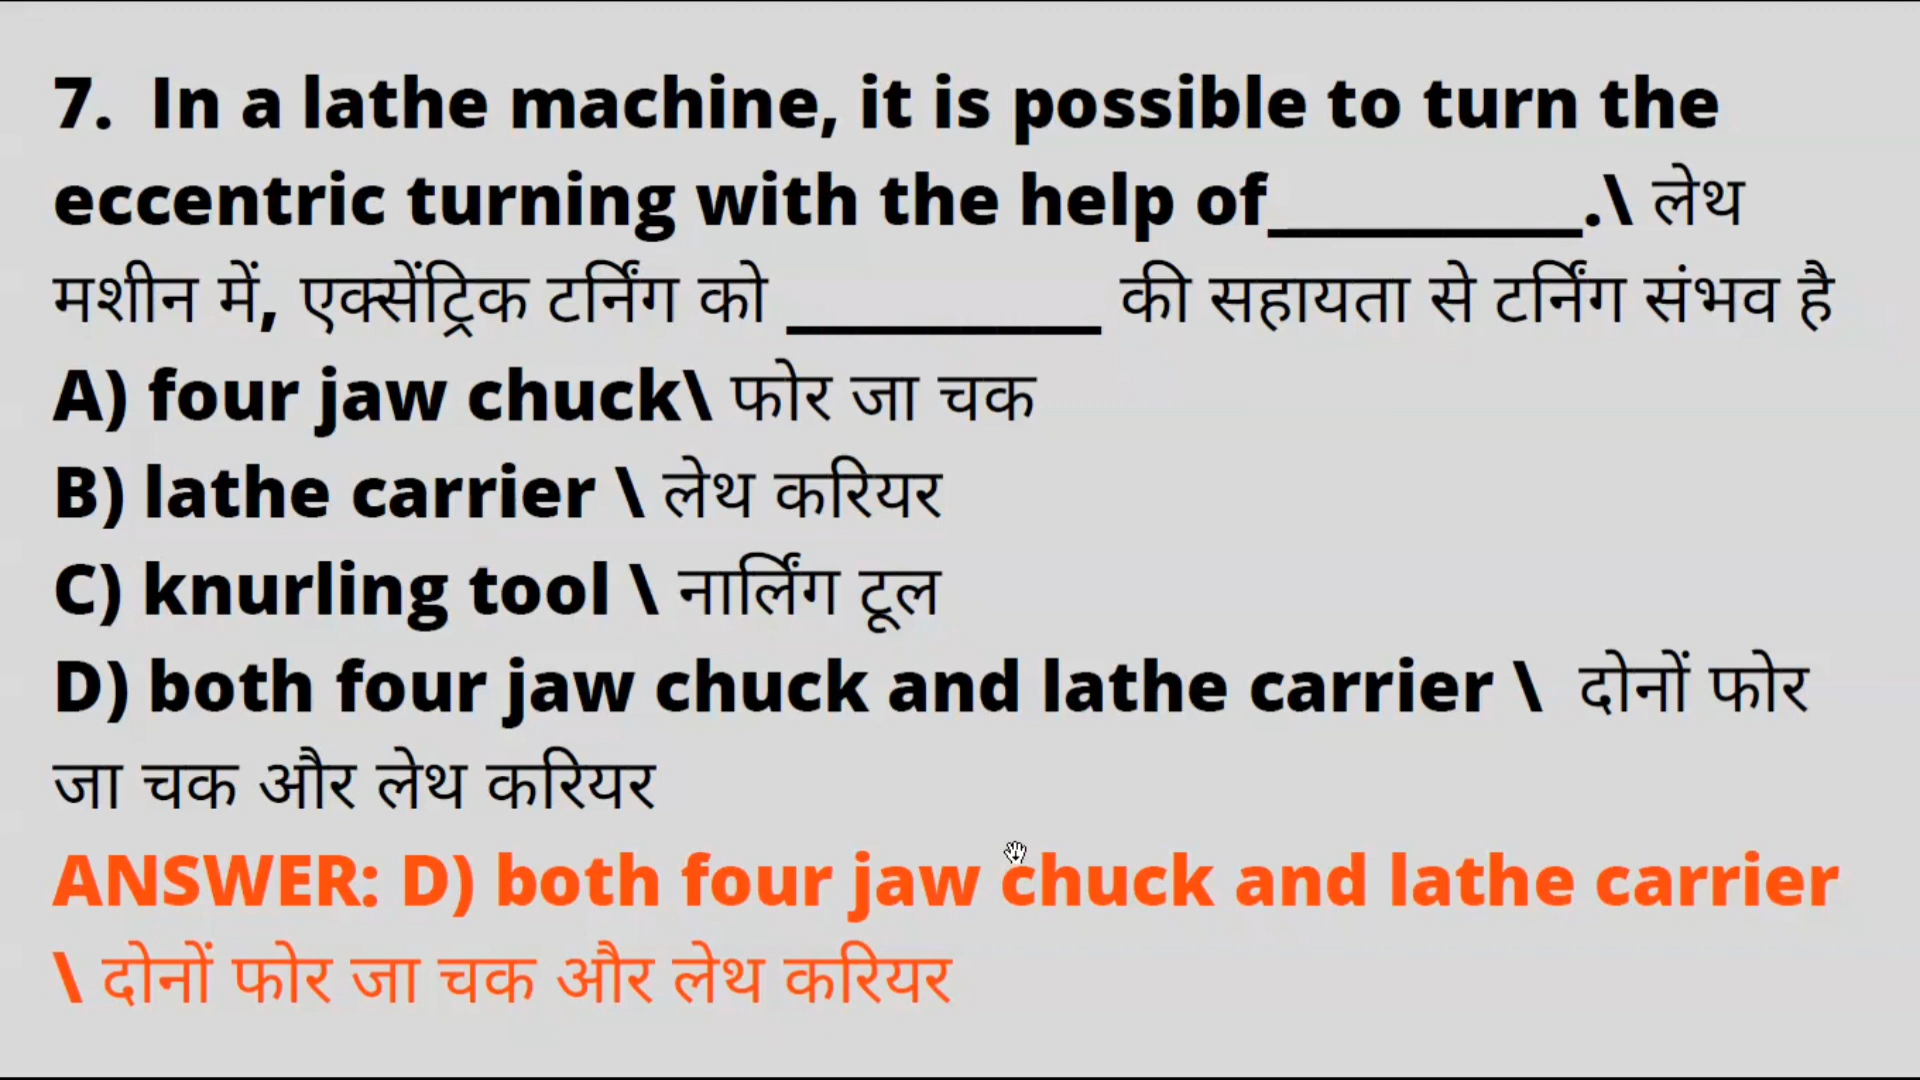 7. In a lathe machine, it is possible to turn the
eccentric turning with the help of__________.\ लेथ
मशीन में, एक्सेंट्रिक टर्निंग को __________ की सहायता से टर्निंग संभव है
A) four jaw chuck\ फोर जा चक
B) lathe carrier \ लेथ करियर
C) knurling tool \ नार्लिंग टूल
D) both four jaw chuck and lathe carrier \ दोनों फोर
जा चक और लेथ करियर
ANSWER: D) both four jaw chuck and lathe carrier
\ दोनों फोर जा चक और लेथ करियर